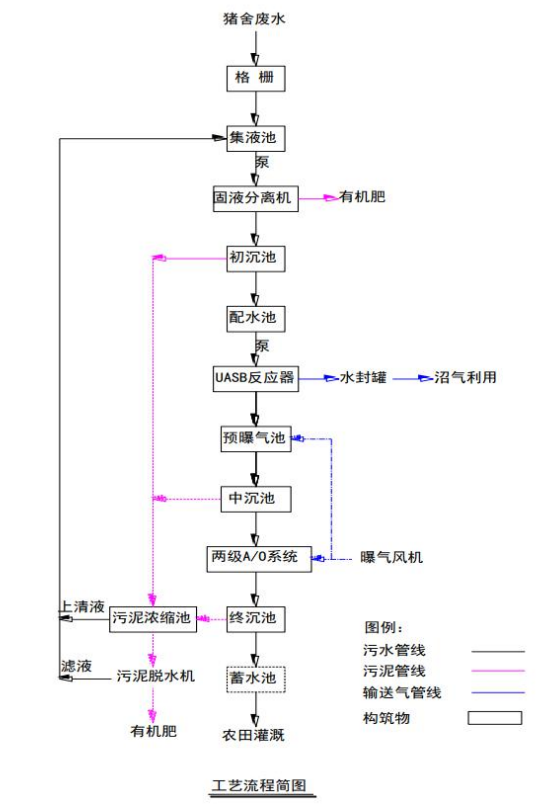 猪舍废水
格 栅
集液池
泵
固液分离机
有机肥
初沉池
配水池
泵
UASB反应器
水封罐
沼气利用
预曝气池
中沉池
两级A/O系统
曝气风机
上清液
污泥浓缩池
终沉池
图例：
污水管线
滤液
污泥脱水机
蓄水池
污泥管线
输送气管线
构筑物
有机肥
农田灌溉
工艺流程简图